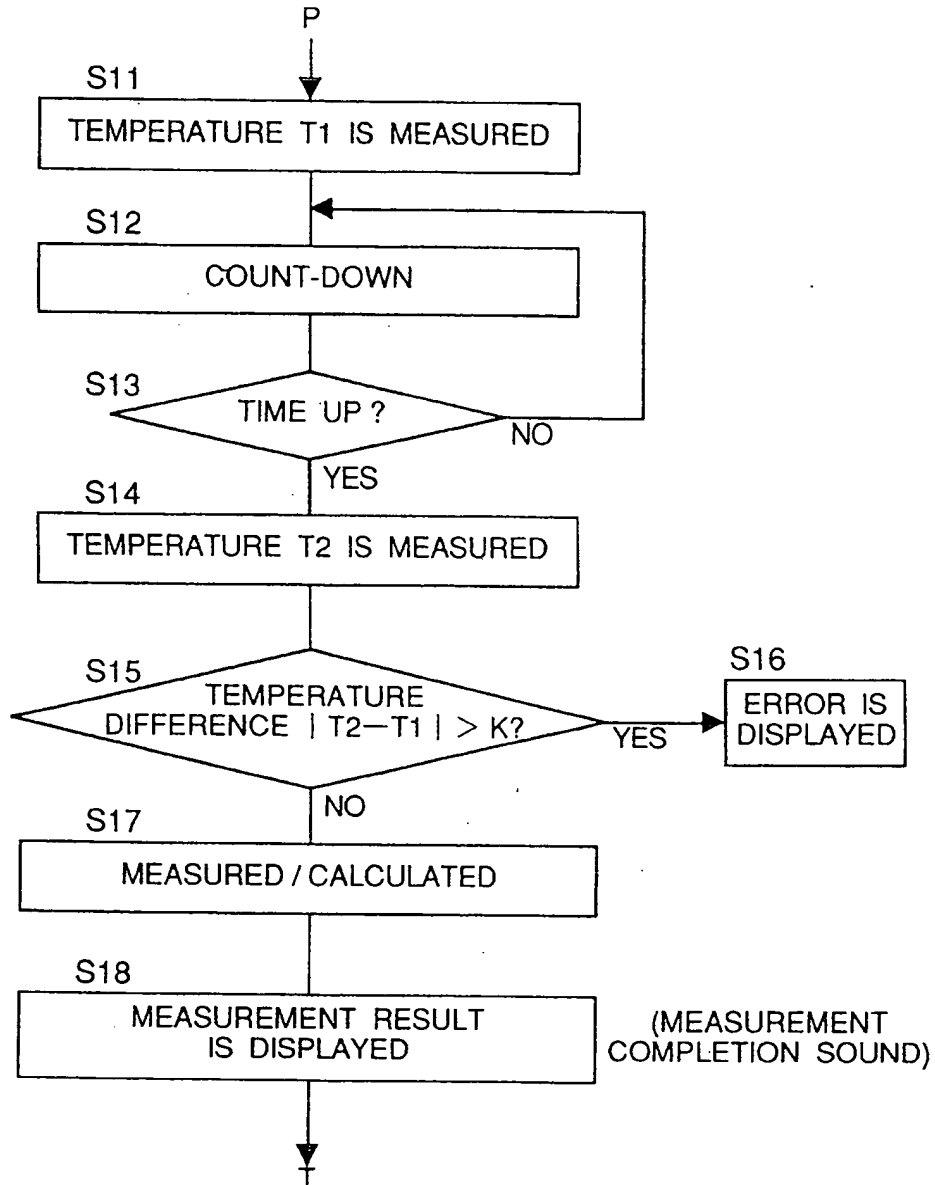 P
S11
TEMPERATURE T1 IS MEASURED
S12
COUNT-DOWN
S13
TIME UP ?
NO
YES
S14
TEMPERATURE T2 IS MEASURED
S15
TEMPERATURE
DIFFERENCE | T2−T1 | > K?
YES
S16
ERROR IS
DISPLAYED
NO
S17
MEASURED / CALCULATED
S18
MEASUREMENT RESULT
IS DISPLAYED
(MEASUREMENT
COMPLETION SOUND)
T